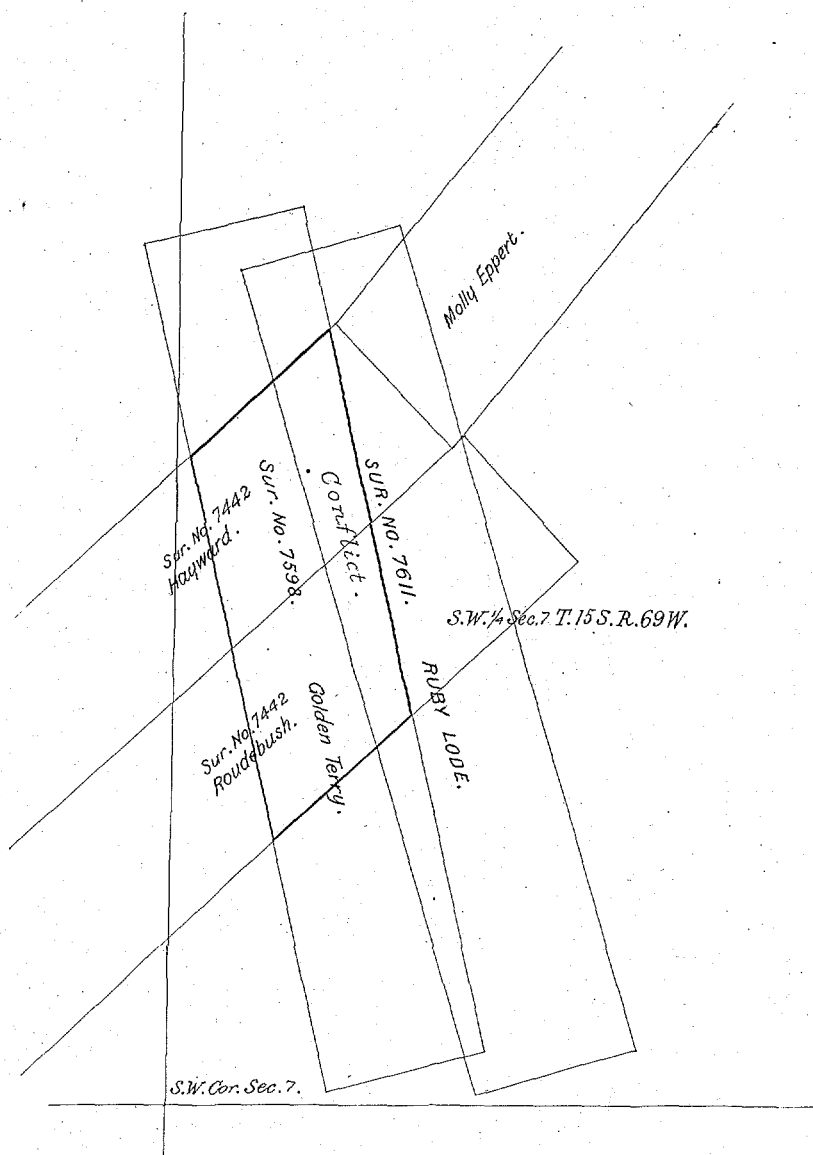 Molly Eppert.
Sur. No. 7442
Hayward.
Sur. No. 7598.
Conflict.
SUR. NO. 7611.
S.W.¼ Sec.7 T.15 S.R.69 W.
Sur. No. 7442
Roudebush.
Golden Terry.
RUBY LODE.
S.W. Cor. Sec. 7.